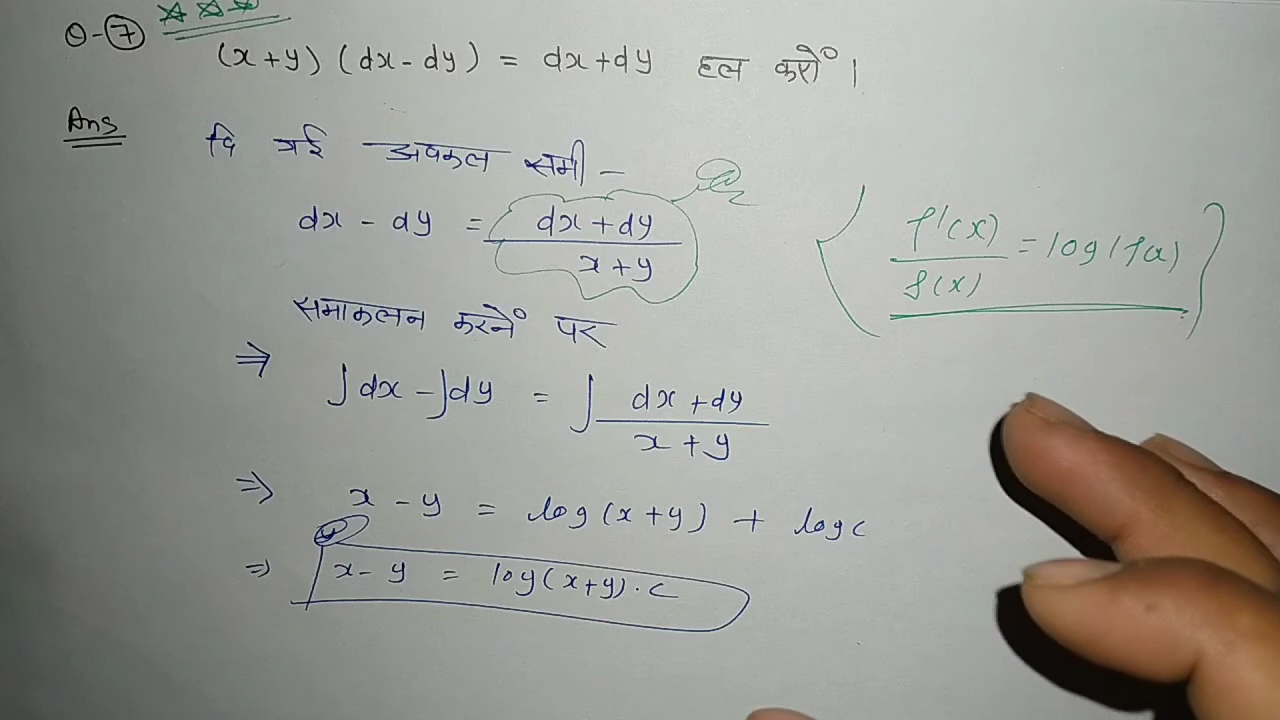 Q-7
(x+y) (dx-dy) = dx+dy हल करों।
Ans
दि गई अवकल समी –
dx - dy = dx+dy / x+y
f'(x) / f(x) = log(f(x)
समाकलन करनें पर
⇒ ∫dx - ∫dy = ∫ dx+dy / x+y
⇒ x - y = log(x+y) + log c
⇒ x - y = log(x+y).c